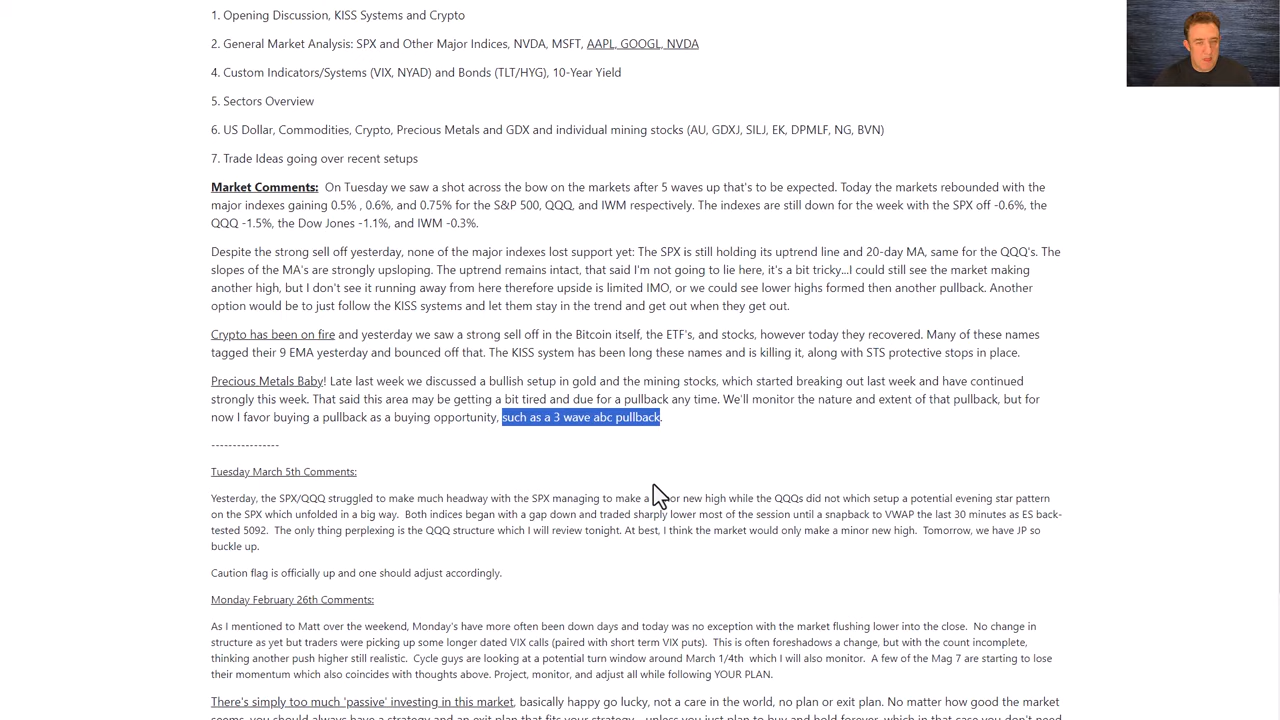 1. Opening Discussion, KISS Systems and Crypto
2. General Market Analysis: SPX and Other Major Indices, NVDA, MSFT, AAPL, GOOGL, NVDA
4. Custom Indicators/Systems (VIX, NYAD) and Bonds (TLT/HYG), 10-Year Yield
5. Sectors Overview
6. US Dollar, Commodities, Crypto, Precious Metals and GDX and individual mining stocks (AU, GDXJ, SILJ, EK, DPMLF, NG, BVN)
7. Trade Ideas going over recent setups
Market Comments: On Tuesday we saw a shot across the bow on the markets after 5 waves up that's to be expected. Today the markets rebounded with the
major indexes gaining 0.5% , 0.6%, and 0.75% for the S&P 500, QQQ, and IWM respectively. The indexes are still down for the week with the SPX off -0.6%, the
QQQ -1.5%, the Dow Jones -1.1%, and IWM -0.3%.
Despite the strong sell off yesterday, none of the major indexes lost support yet: The SPX is still holding its uptrend line and 20-day MA, same for the QQQ's. The
slopes of the MA's are strongly upsloping. The uptrend remains intact, that said I'm not going to lie here, it's a bit tricky...I could still see the market making
another high, but I don't see it running away from here therefore upside is limited IMO, or we could see lower highs formed then another pullback. Another
option would be to just follow the KISS systems and let them stay in the trend and get out when they get out.
Crypto has been on fire and yesterday we saw a strong sell off in the Bitcoin itself, the ETF's, and stocks, however today they recovered. Many of these names
tagged their 9 EMA yesterday and bounced off that. The KISS system has been long these names and is killing it, along with STS protective stops in place.
Precious Metals Baby! Late last week we discussed a bullish setup in gold and the mining stocks, which started breaking out last week and have continued
strongly this week. That said this area may be getting a bit tired and due for a pullback any time. We'll monitor the nature and extent of that pullback, but for
now I favor buying a pullback as a buying opportunity, such as a 3 wave abc pullback.
----------------
Tuesday March 5th Comments:
Yesterday, the SPX/QQQ struggled to make much headway with the SPX managing to make a or new high while the QQQs did not which setup a potential evening star pattern
on the SPX which unfolded in a big way. Both indices began with a gap down and traded sharply lower most of the session until a snapback to VWAP the last 30 minutes as ES back-
tested 5092. The only thing perplexing is the QQQ structure which I will review tonight. At best, I think the market would only make a minor new high. Tomorrow, we have JP so
buckle up.
Caution flag is officially up and one should adjust accordingly.
Monday February 26th Comments:
As I mentioned to Matt over the weekend, Monday's have more often been down days and today was no exception with the market flushing lower into the close. No change in
structure as yet but traders were picking up some longer dated VIX calls (paired with short term VIX puts). This is often foreshadows a change, but with the count incomplete,
thinking another push higher still realistic. Cycle guys are looking at a potential turn window around March 1/4th which I will also monitor. A few of the Mag 7 are starting to lose
their momentum which also coincides with thoughts above. Project, monitor, and adjust all while following YOUR PLAN.
There's simply too much 'passive' investing in this market, basically happy go lucky, not a care in the world, no plan or exit plan. No matter how good the market
seems, you should always have a strategy and an exit plan that fits your strategy